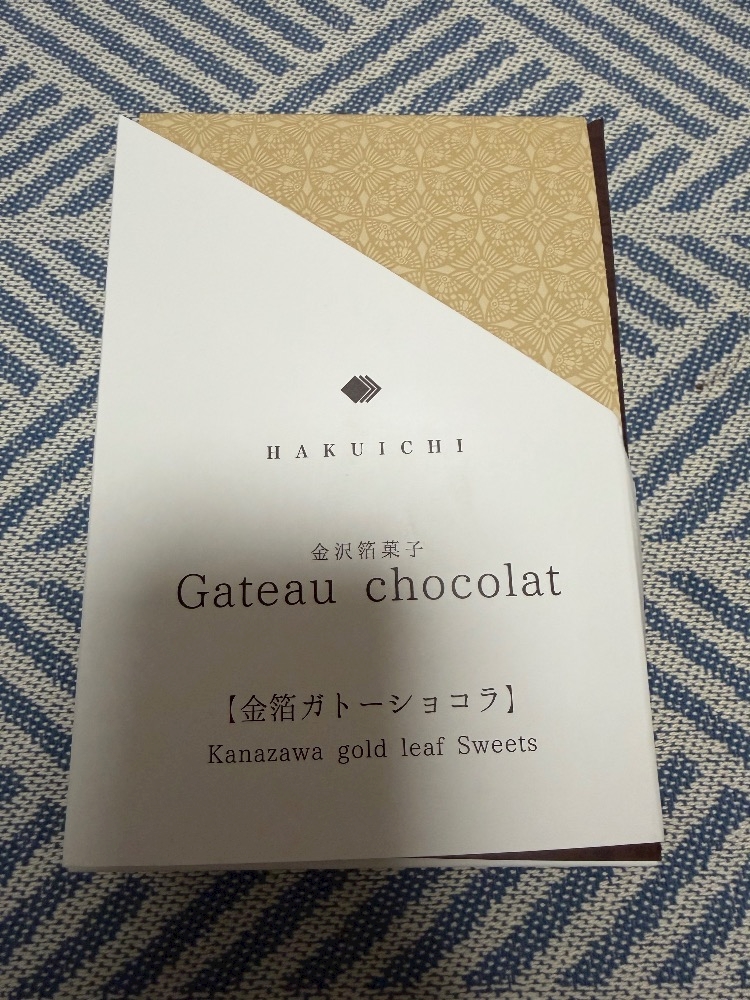 HAKUICHI
金沢箔菓子
Gateau chocolat
【金箔ガトーショコラ】
Kanazawa gold leaf Sweets